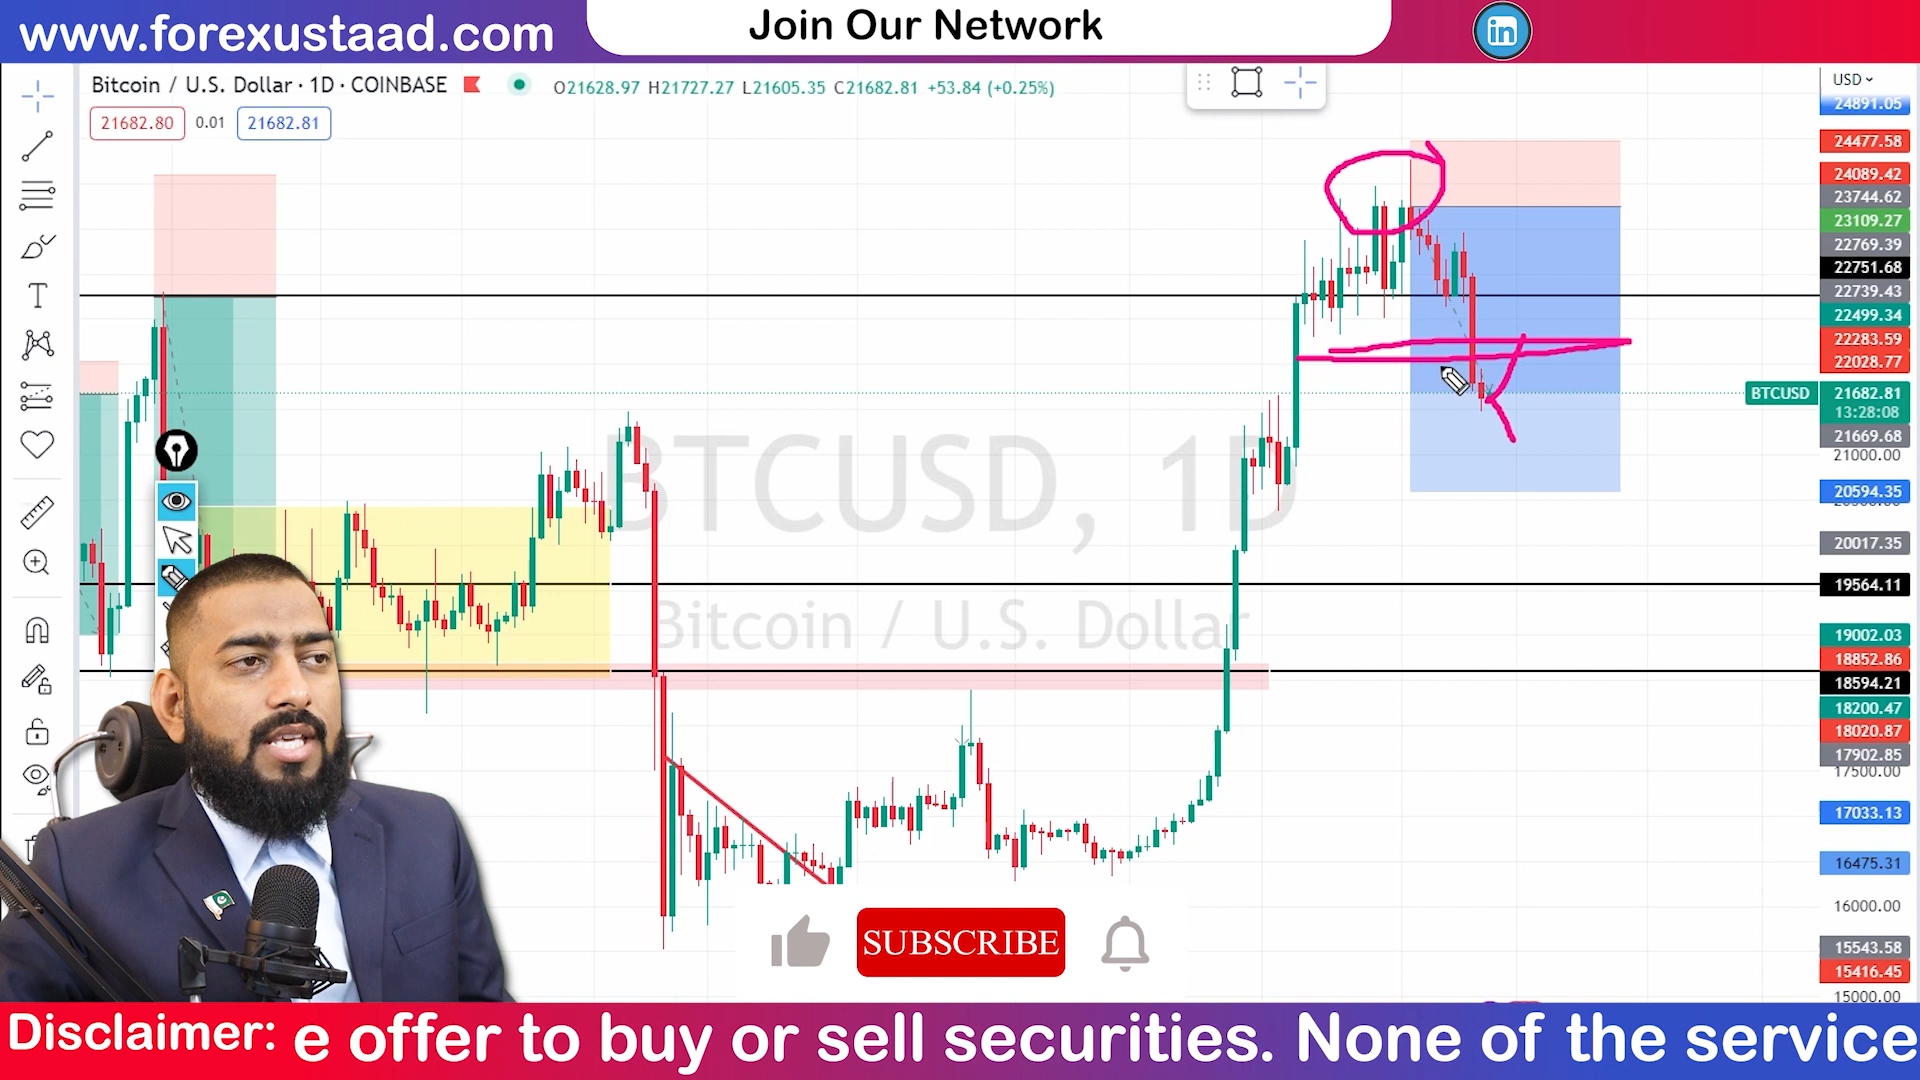 www.forexustaad.com
Join Our Network
in
Bitcoin / U.S. Dollar · 1D · COINBASE
O21628.97 H21727.27 L21605.35 C21682.81 +53.84 (+0.25%)
21682.80 0.01 21682.81
USD
24891.05
24477.58
24089.42
23744.62
23109.27
22769.39
22751.68
22739.43
22499.34
22283.59
22028.77
BTCUSD 21682.81
13:28:08
21669.68
21000.00
20594.35
20017.35
19564.11
19002.03
18852.86
18594.21
18200.47
18020.87
17902.85
17500.00
17033.13
16475.31
16000.00
15543.58
15416.45
15000.00
BTCUSD, 1D
Bitcoin / U.S. Dollar
SUBSCRIBE
Disclaimer: e offer to buy or sell securities. None of the service